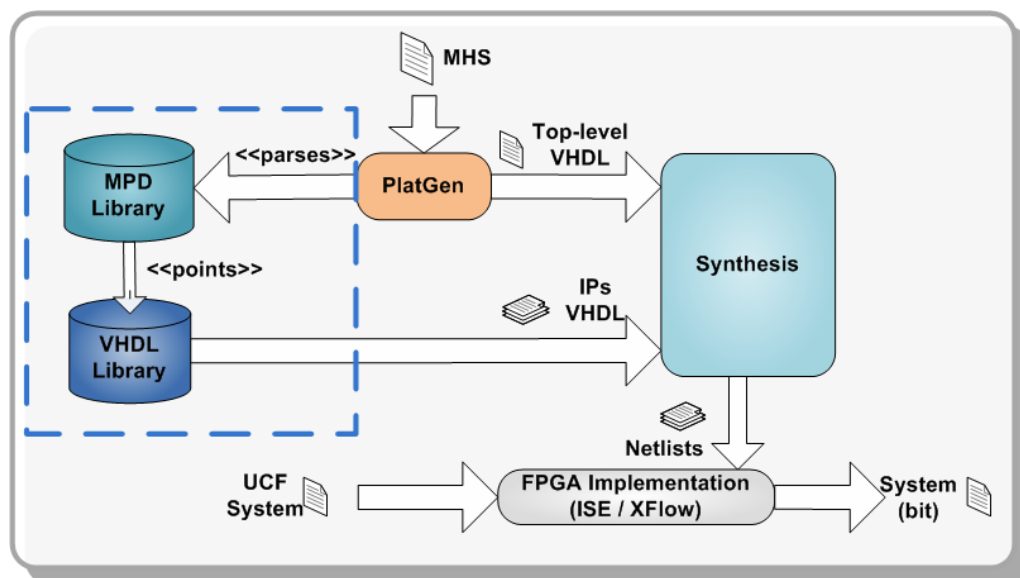 MHS
Top-level
VHDL
<<parses>>
PlatGen
MPD
Library
Synthesis
<<points>>
IPs
VHDL
VHDL
Library
Netlists
UCF
System
FPGA Implementation
(ISE / XFlow)
System
(bit)